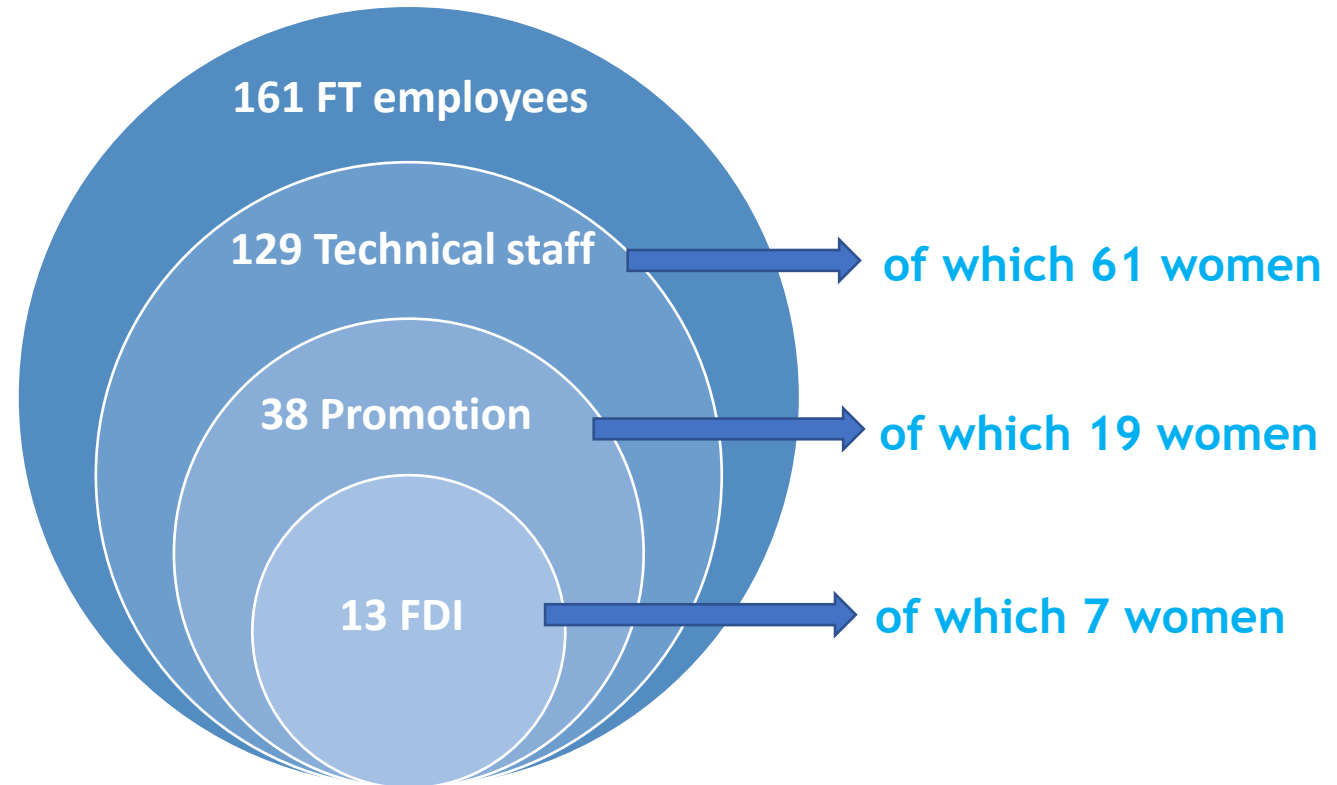 161 FT employees
129 Technical staff
of which 61 women
38 Promotion
of which 19 women
13 FDI
of which 7 women